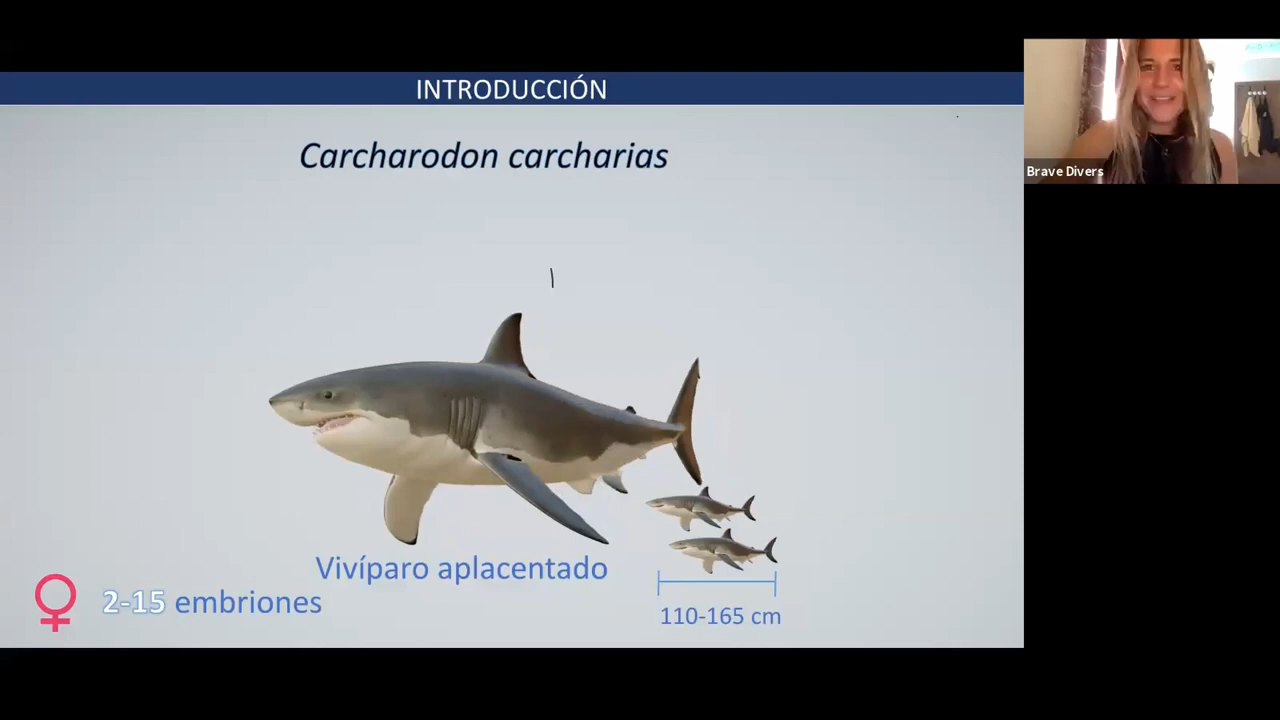 INTRODUCCIÓN
Carcharodon carcharias
Vivíparo aplacentado
2-15 embriones
110-165 cm
Brave Divers